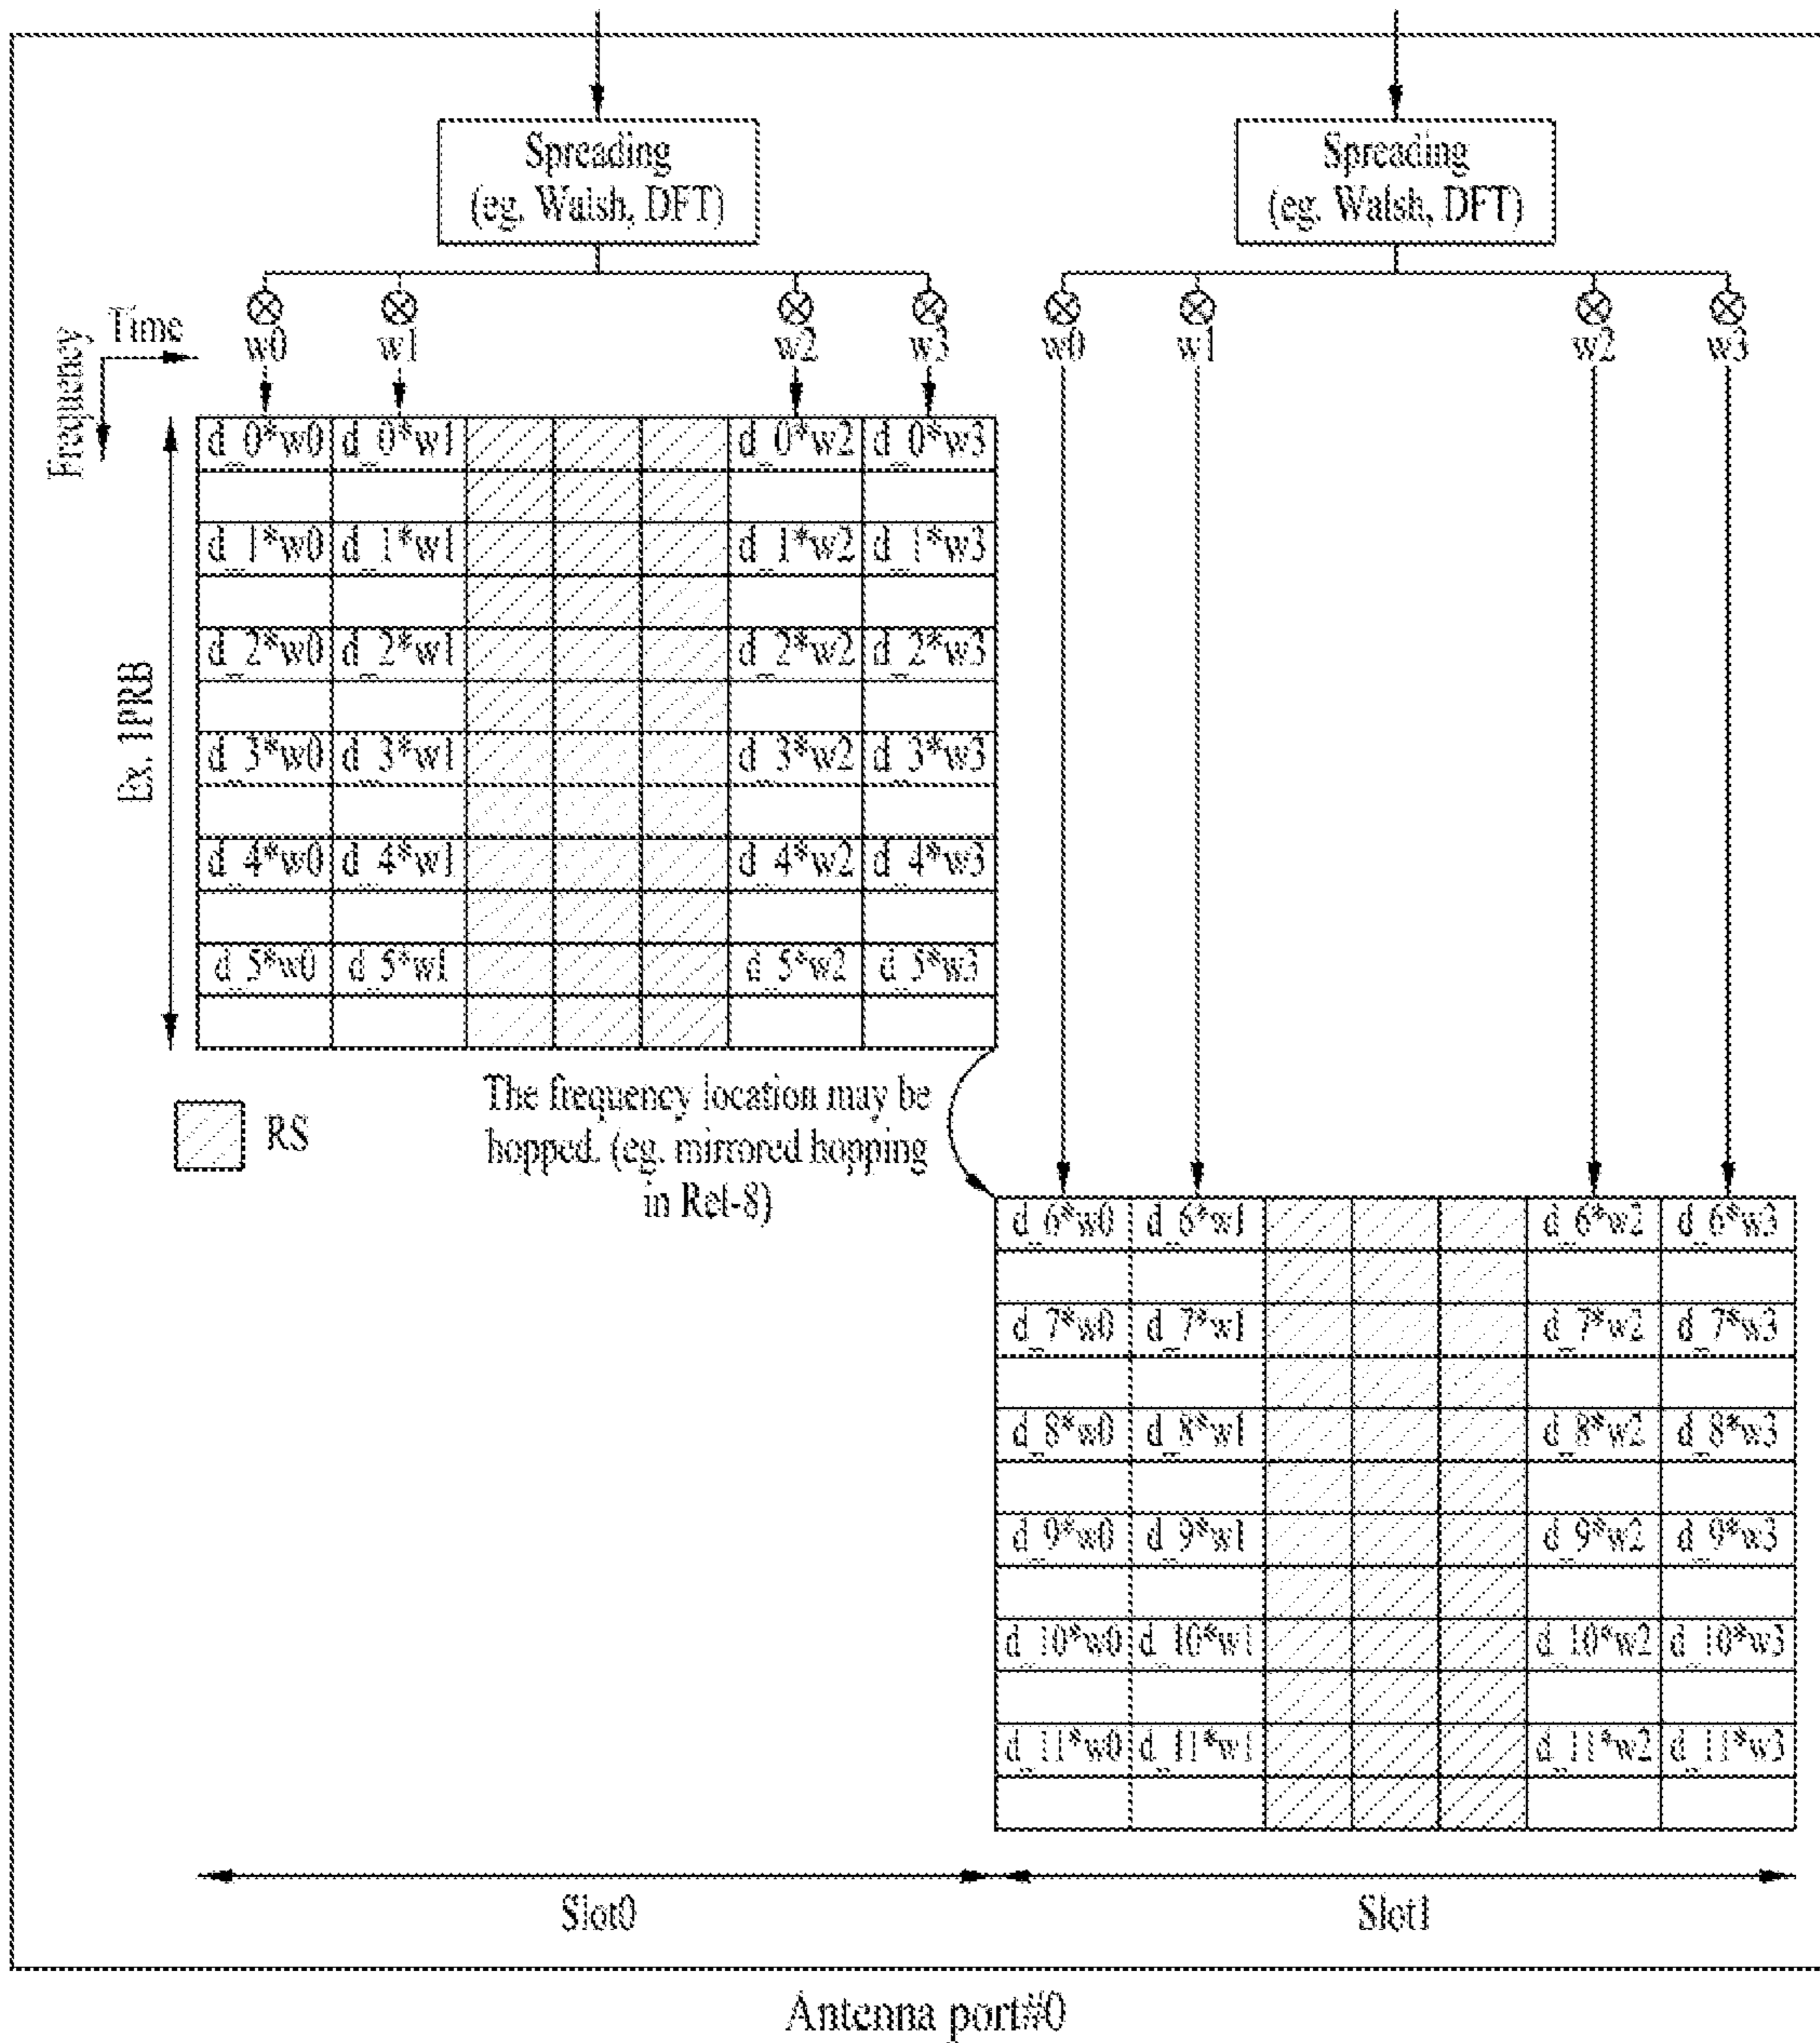 Spreading
(eg. Walsh, DFT)
Spreading
(eg. Walsh, DFT)
Time
Frequency
w0 w1 w2 w3 w0 w1 w2 w3
Ex. 1PRB
d_0*w0 d_0*w1 d_0*w2 d_0*w3
d_1*w0 d_1*w1 d_1*w2 d_1*w3
d_2*w0 d_2*w1 d_2*w2 d_2*w3
d_3*w0 d_3*w1 d_3*w2 d_3*w3
d_4*w0 d_4*w1 d_4*w2 d_4*w3
d_5*w0 d_5*w1 d_5*w2 d_5*w3
RS
The frequency location may be
hopped. (eg. mirrored hopping
in Rel-8)
d_6*w0 d_6*w1 d_6*w2 d_6*w3
d_7*w0 d_7*w1 d_7*w2 d_7*w3
d_8*w0 d_8*w1 d_8*w2 d_8*w3
d_9*w0 d_9*w1 d_9*w2 d_9*w3
d_10*w0 d_10*w1 d_10*w2 d_10*w3
d_11*w0 d_11*w1 d_11*w2 d_11*w3
Slot0
Slot1
Antenna port#0